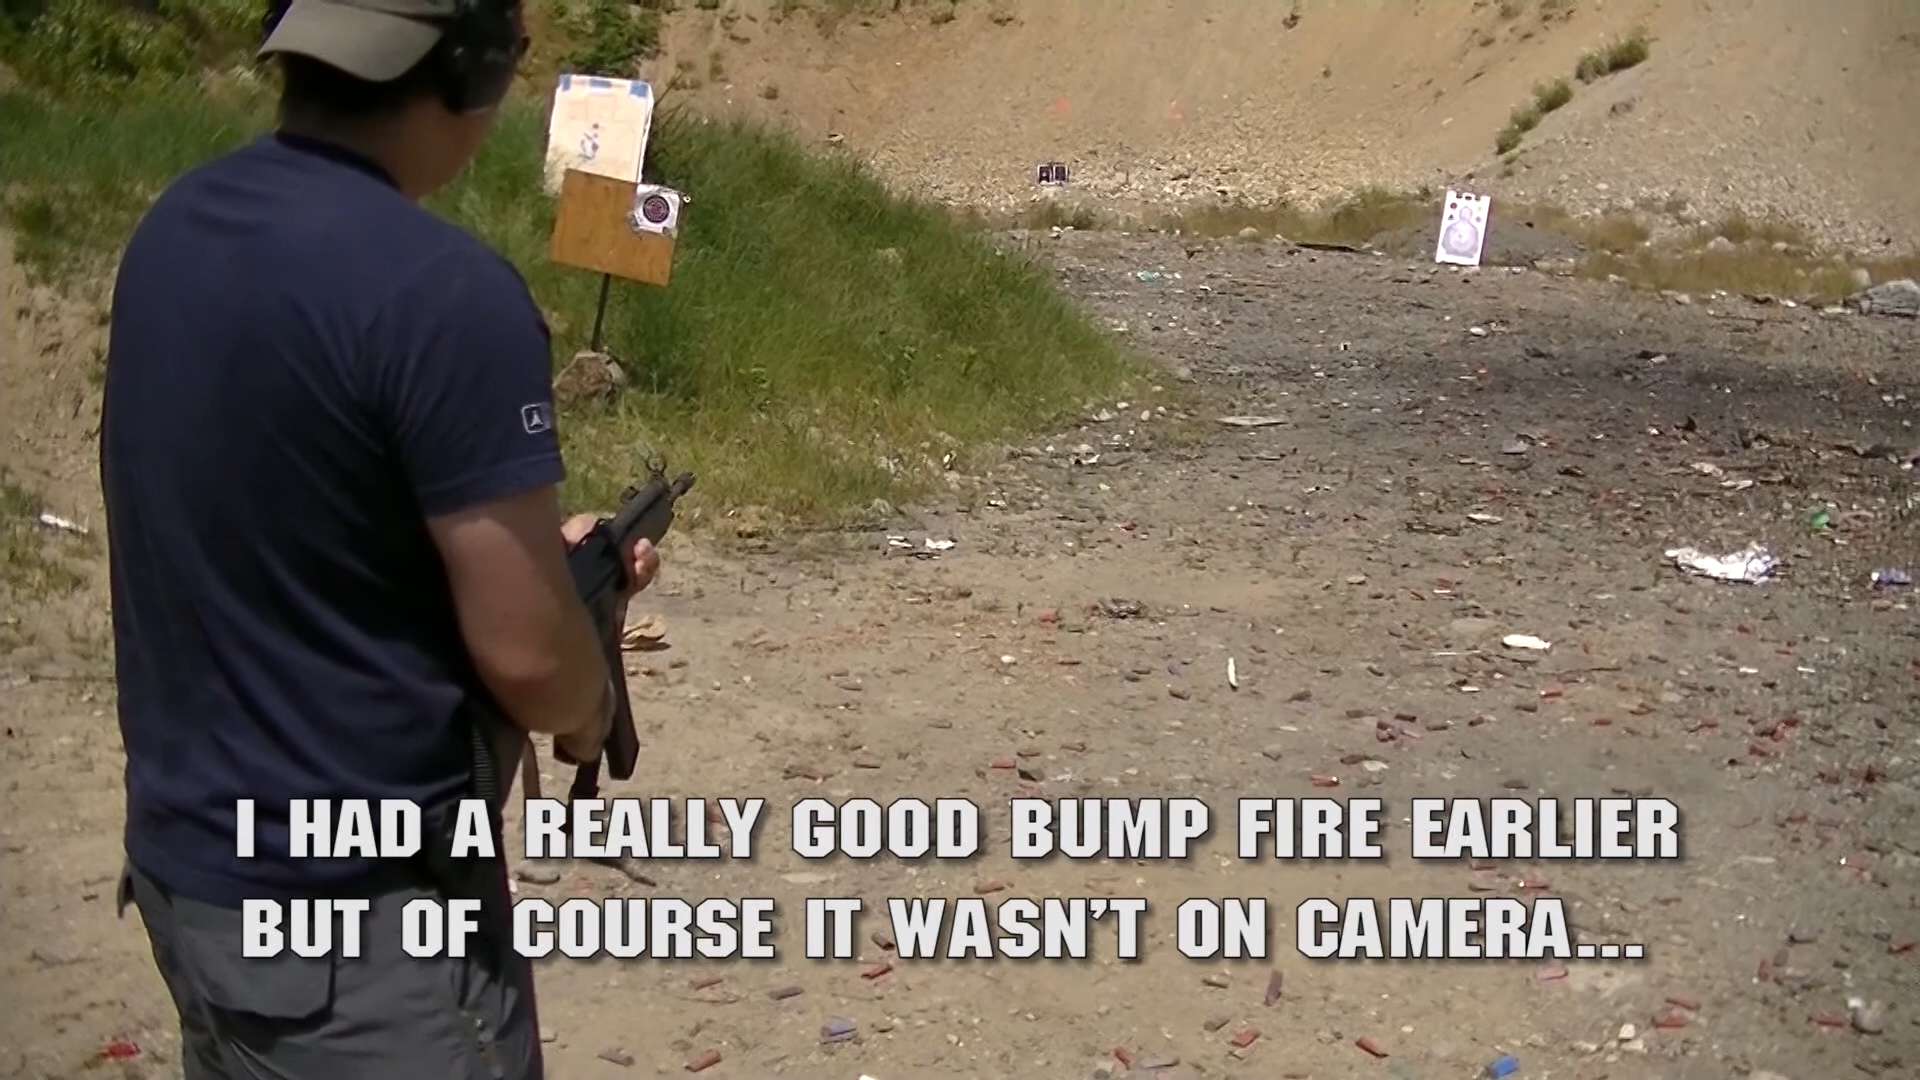 I HAD A REALLY GOOD BUMP FIRE EARLIER
BUT OF COURSE IT WASN'T ON CAMERA...